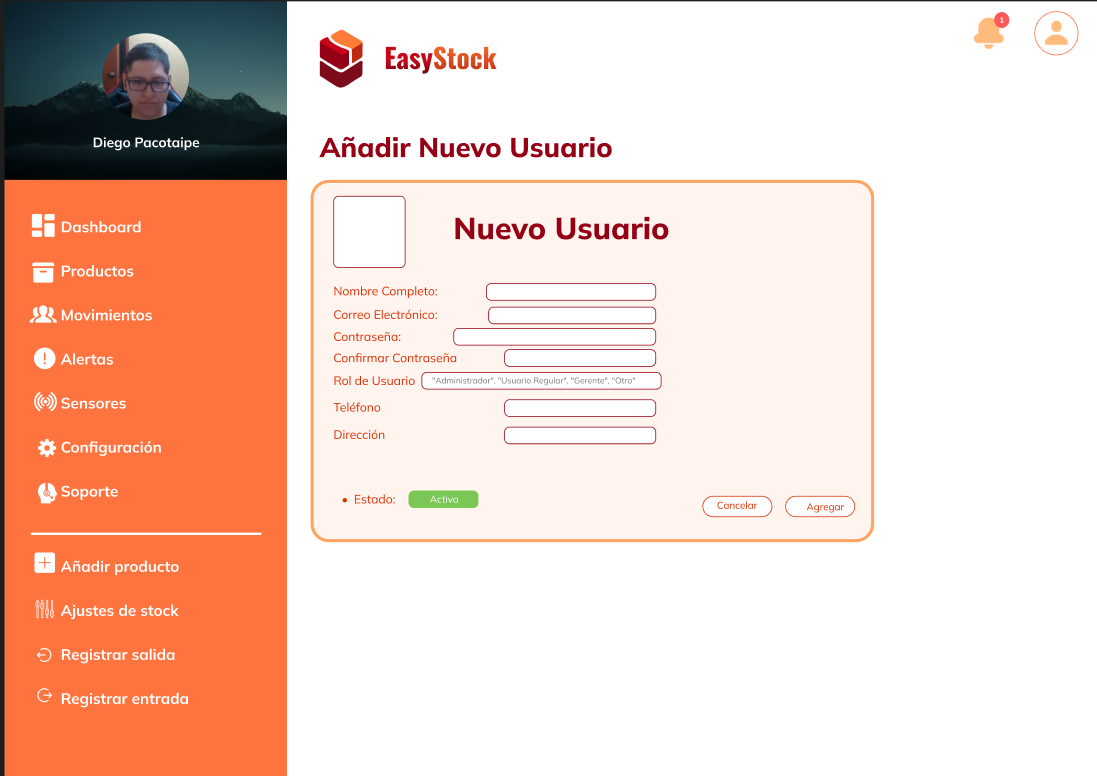 Diego Pacotaipe
Dashboard
Productos
Movimientos
Alertas
Sensores
Configuración
Soporte
Añadir producto
Ajustes de stock
Registrar salida
Registrar entrada
EasyStock
1
Añadir Nuevo Usuario
Nuevo Usuario
Nombre Completo:
Correo Electrónico:
Contraseña:
Confirmar Contraseña
Rol de Usuario "Administrador", "Usuario Regular", "Gerente", "Otro"
Teléfono
Dirección
• Estado: Activo
Cancelar Agregar